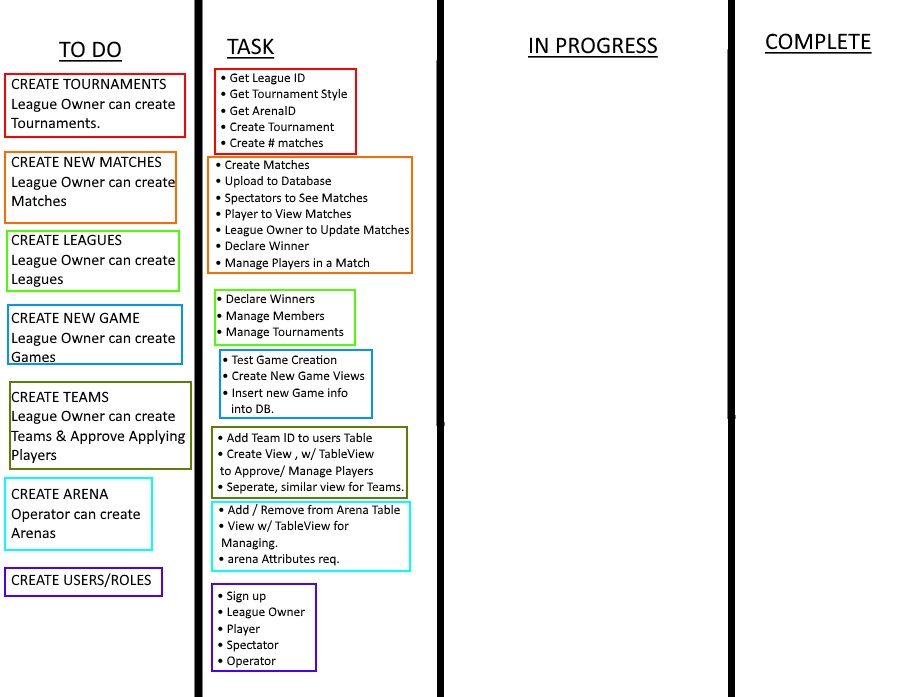 TO DO
CREATE TOURNAMENTS
League Owner can create
Tournaments.
CREATE NEW MATCHES
League Owner can create
Matches
CREATE LEAGUES
League Owner can create
Leagues
CREATE NEW GAME
League Owner can create
Games
CREATE TEAMS
League Owner can create
Teams & Approve Applying
Players
CREATE ARENA
Operator can create
Arenas
CREATE USERS/ROLES
TASK
• Get League ID
• Get Tournament Style
• Get ArenaID
• Create Tournament
• Create # matches
• Create Matches
• Upload to Database
• Spectators to See Matches
• Player to View Matches
• League Owner to Update Matches
• Declare Winner
• Manage Players in a Match
• Declare Winners
• Manage Members
• Manage Tournaments
• Test Game Creation
• Create New Game Views
• Insert new Game info
into DB.
• Add Team ID to users Table
• Create View , w/ TableView
to Approve/ Manage Players
• Seperate, similar view for Teams.
• Add / Remove from Arena Table
• View w/ TableView for
Managing.
• arena Attributes req.
• Sign up
• League Owner
• Player
• Spectator
• Operator
IN PROGRESS
COMPLETE